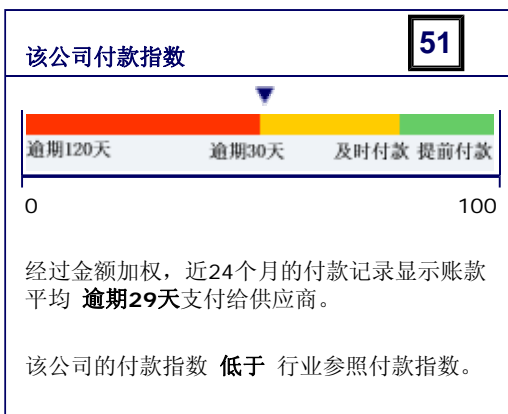 该公司付款指数
51
逾期120天 逾期30天 及时付款 提前付款
0 100
经过金额加权，近24个月的付款记录显示账款
平均 逾期29天支付给供应商。
该公司的付款指数 低于 行业参照付款指数。